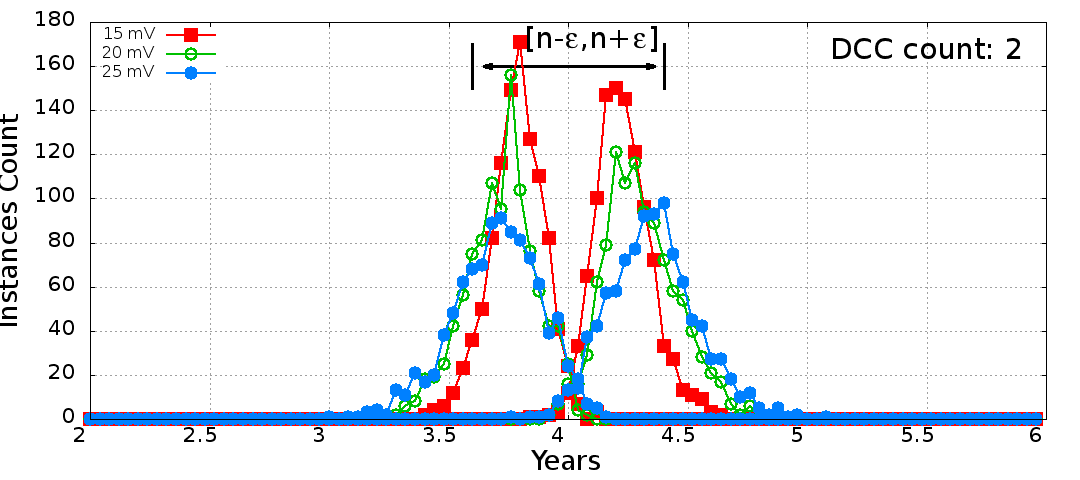 180
160
140
120
100
80
60
40
20
0
Instances Count
15 mV
20 mV
25 mV
[n-ε,n+ε]
DCC count: 2
2 2.5 3 3.5 4 4.5 5 5.5 6
Years